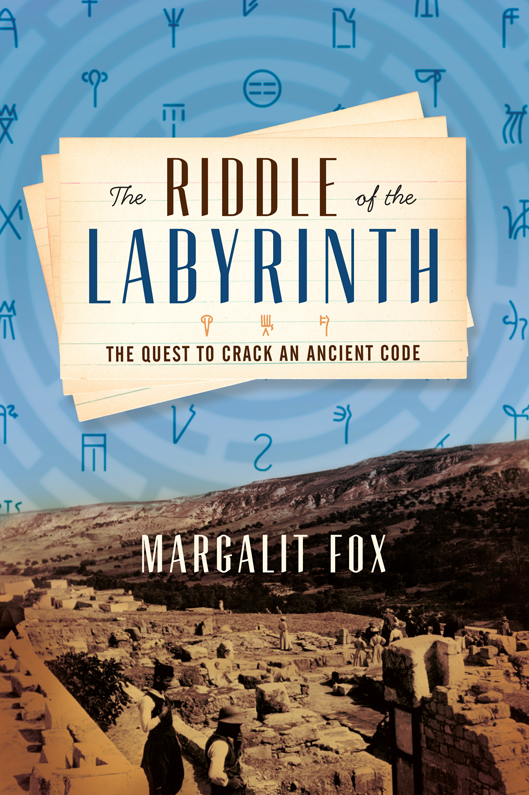 The RIDDLE of the
LABYRINTH
THE QUEST TO CRACK AN ANCIENT CODE
MARGALIT FOX